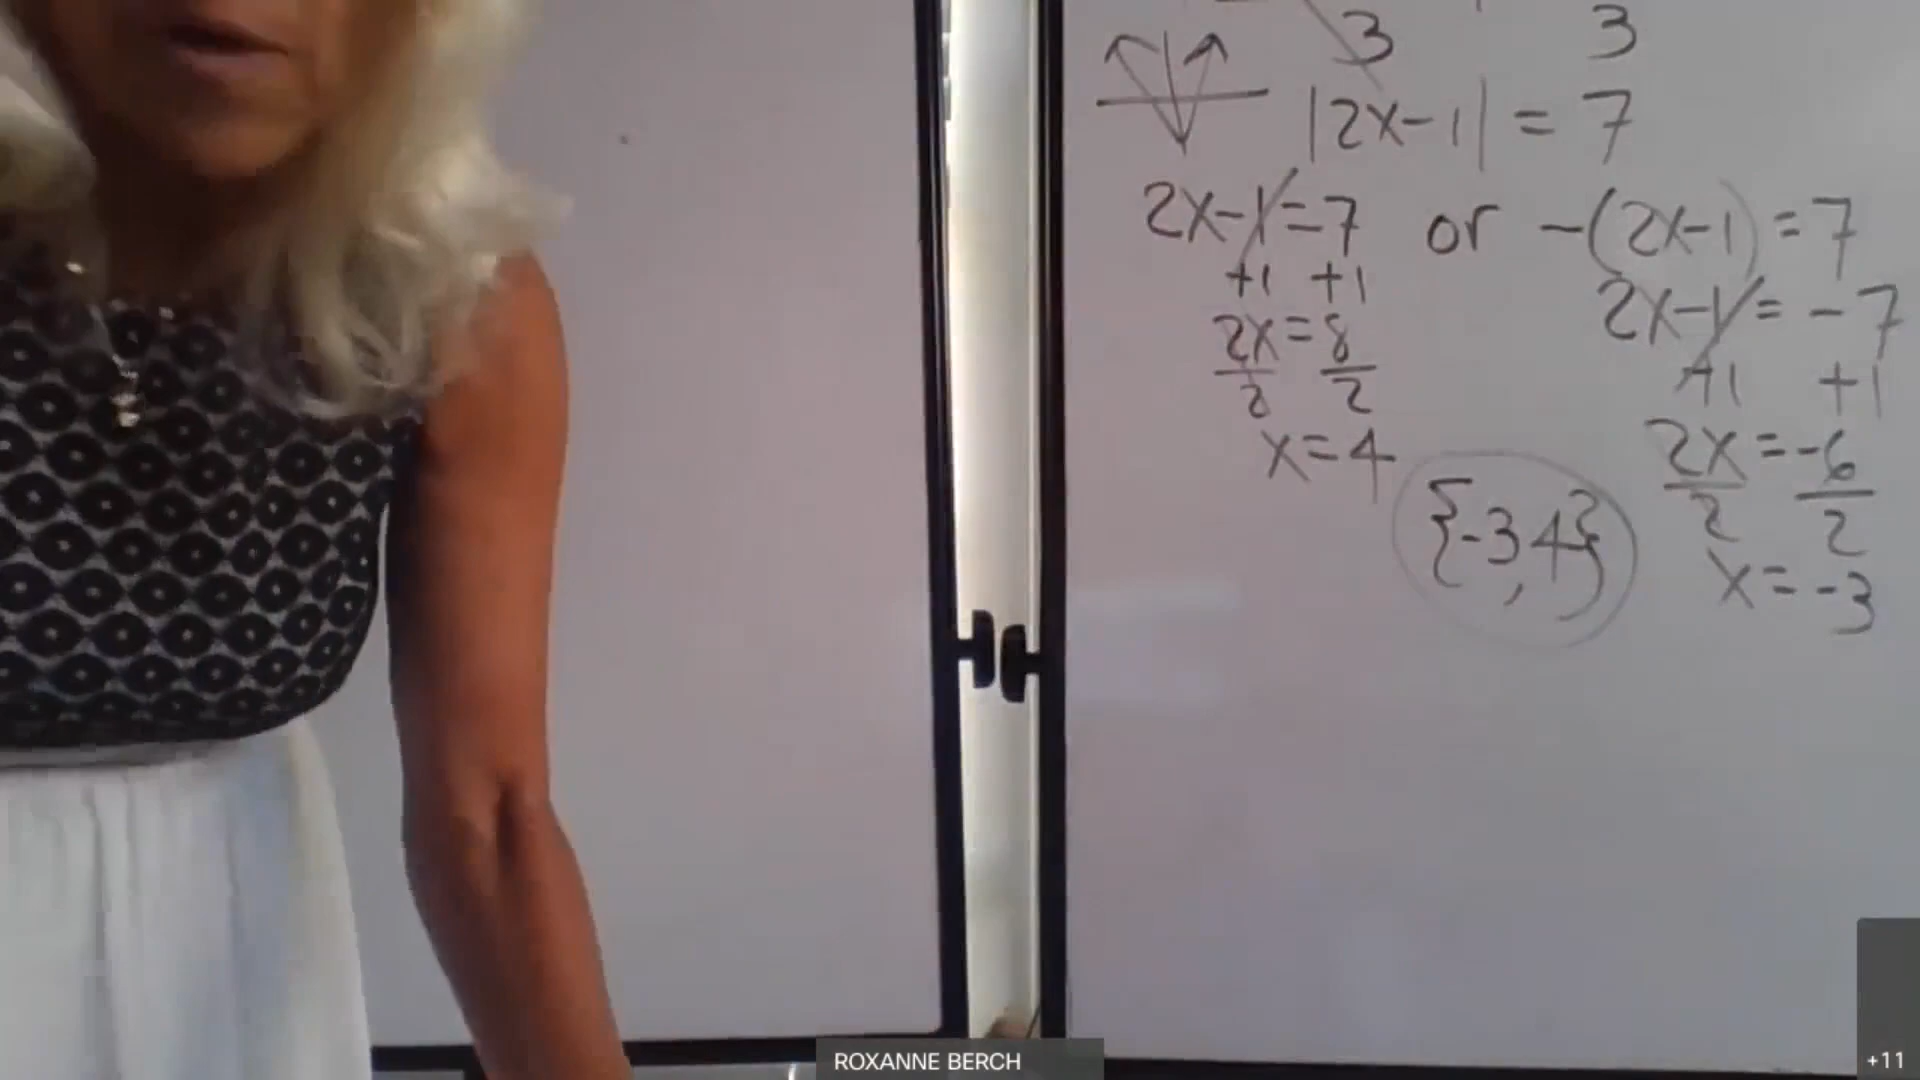 3 3
|2x-1| = 7
2x-1=7 or -(2x-1) =7
+1 +1 2x-1= -7
2x=8 +1 +1
2 2 2x=-6
x=4 2 2
{-3,4} x=-3
ROXANNE BERCH
+11